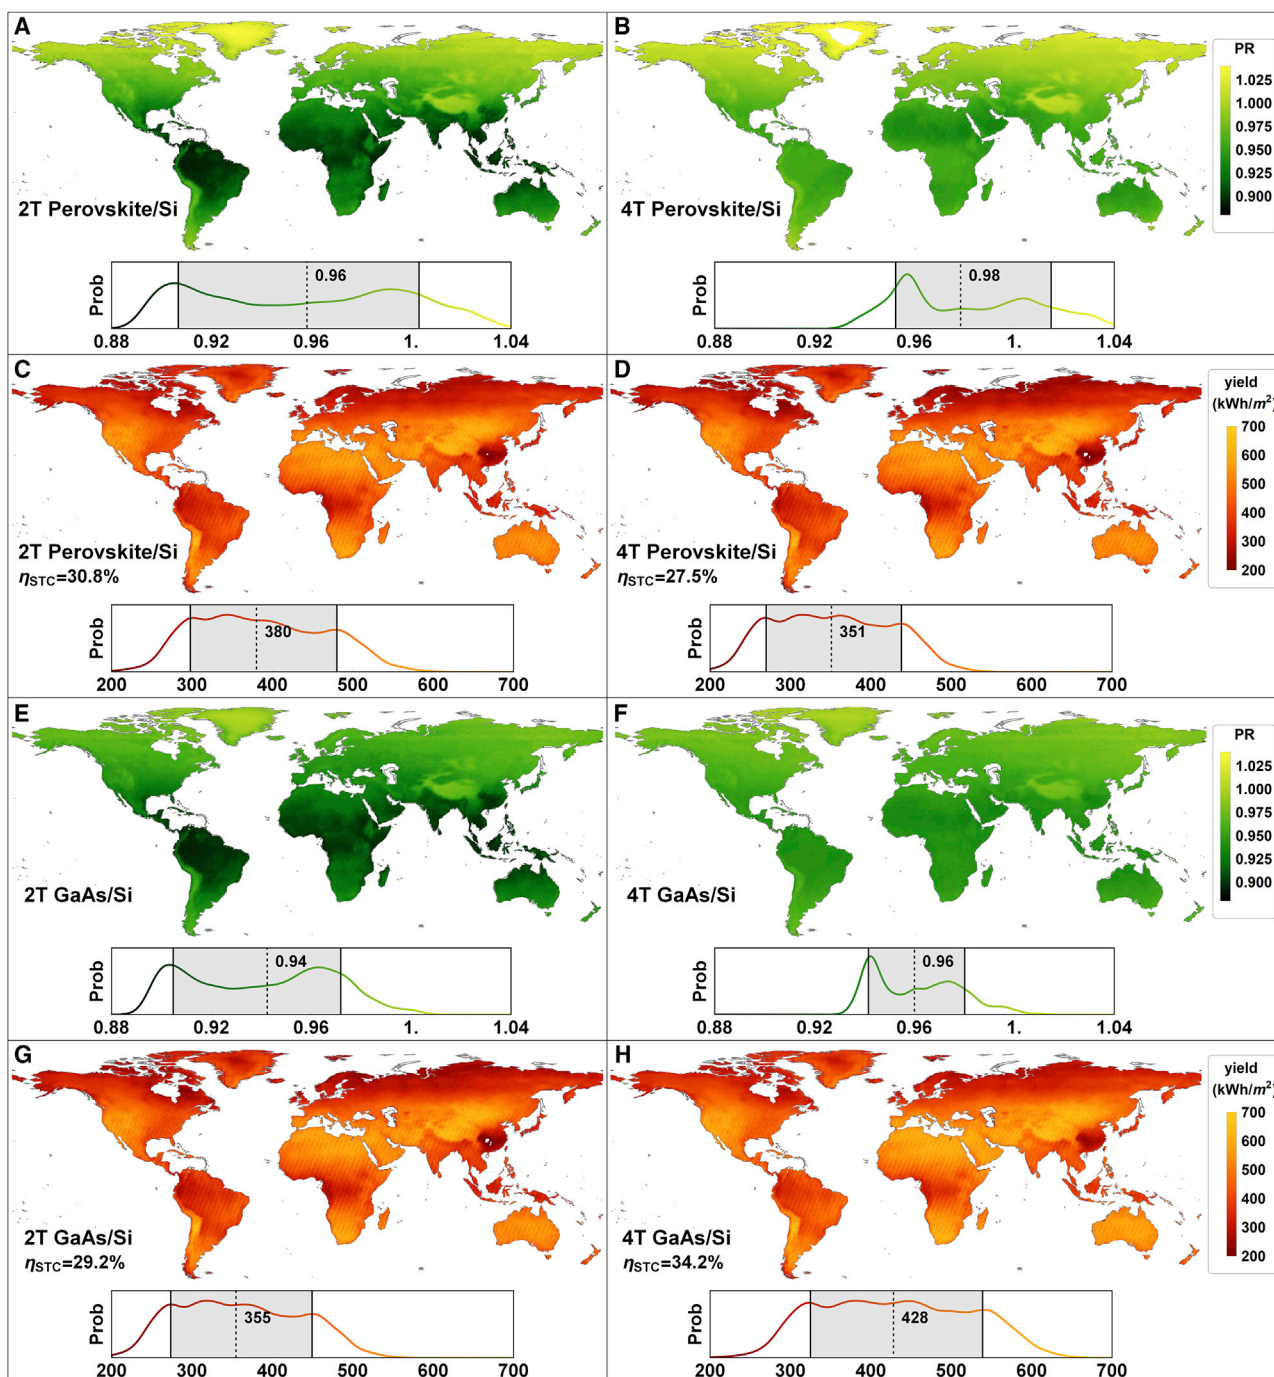 A
2T Perovskite/Si
Prob
0.96
0.88 0.92 0.96 1. 1.04
B
4T Perovskite/Si
PR
1.025
1.000
0.975
0.950
0.925
0.900
Prob
0.98
0.88 0.92 0.96 1. 1.04
C
2T Perovskite/Si
ηSTC=30.8%
Prob
380
200 300 400 500 600 700
D
4T Perovskite/Si
ηSTC=27.5%
yield
(kWh/m²)
700
600
500
400
300
200
Prob
351
200 300 400 500 600 700
E
2T GaAs/Si
Prob
0.94
0.88 0.92 0.96 1. 1.04
F
4T GaAs/Si
PR
1.025
1.000
0.975
0.950
0.925
0.900
Prob
0.96
0.88 0.92 0.96 1. 1.04
G
2T GaAs/Si
ηSTC=29.2%
Prob
355
200 300 400 500 600 700
H
4T GaAs/Si
ηSTC=34.2%
yield
(kWh/m²)
700
600
500
400
300
200
Prob
428
200 300 400 500 600 700